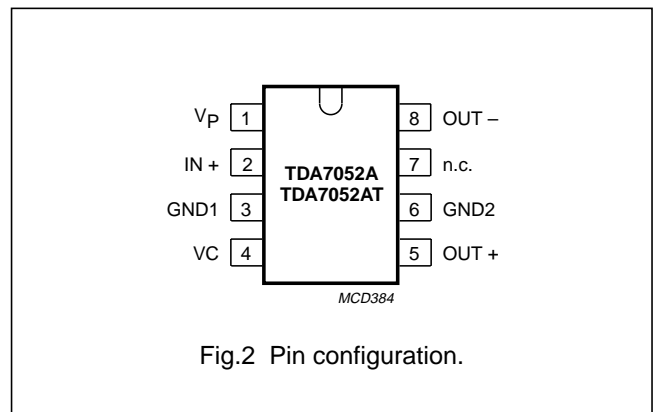 VP 1 8 OUT –
IN + 2 7 n.c.
TDA7052A
TDA7052AT
GND1 3 6 GND2
VC 4 5 OUT +
MCD384
Fig.2 Pin configuration.